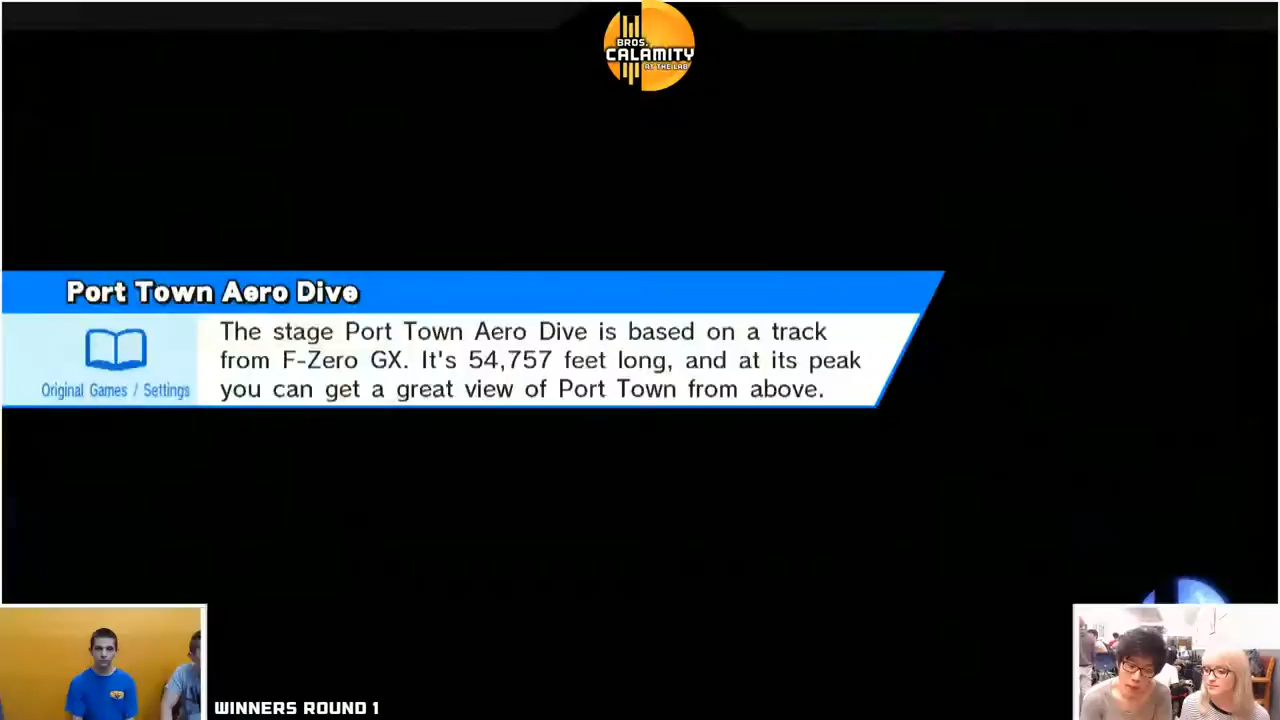 BROS.
CALAMITY
AT THE LAB
Port Town Aero Dive
The stage Port Town Aero Dive is based on a track
from F-Zero GX. It's 54,757 feet long, and at its peak
you can get a great view of Port Town from above.
Original Games / Settings
WINNERS ROUND 1